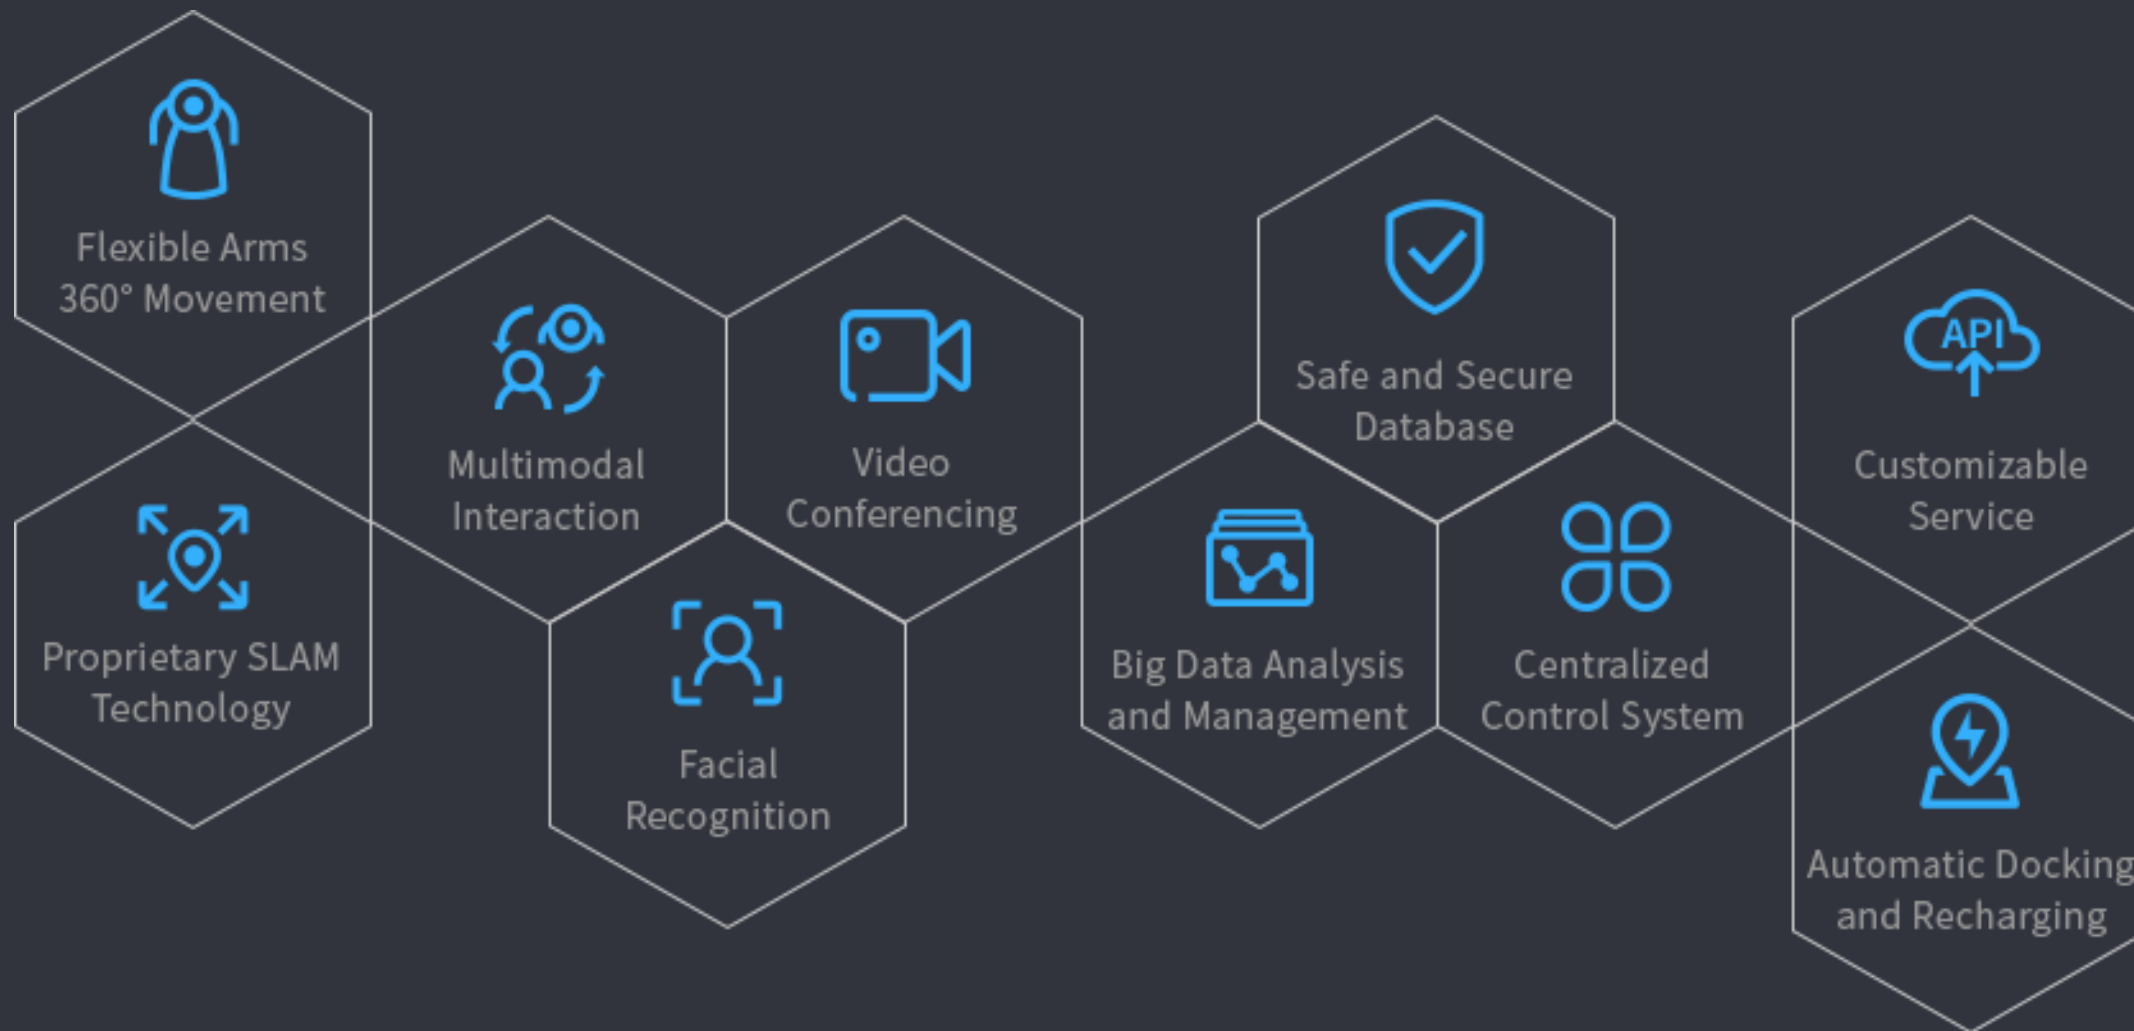 Flexible Arms
360° Movement
Proprietary SLAM
Technology
Multimodal
Interaction
Video
Conferencing
Facial
Recognition
Safe and Secure
Database
Big Data Analysis
and Management
Centralized
Control System
API
Customizable
Service
Automatic Docking
and Recharging